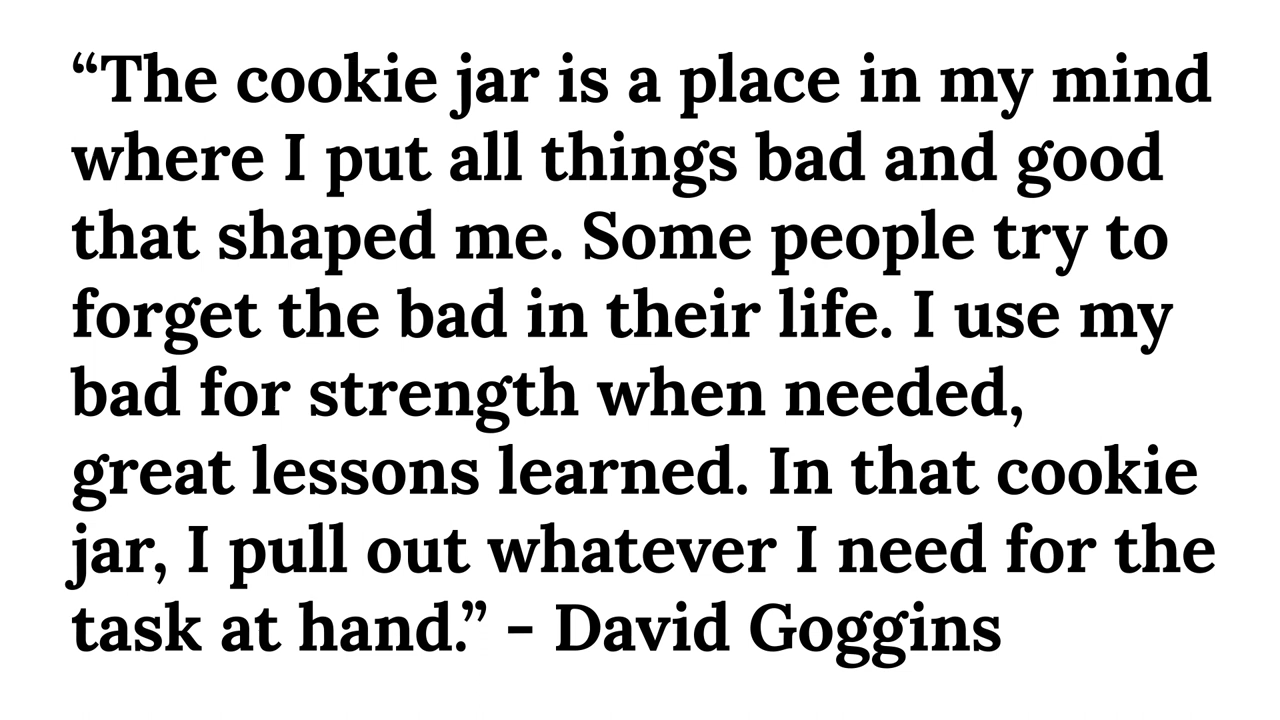 “The cookie jar is a place in my mind
where I put all things bad and good
that shaped me. Some people try to
forget the bad in their life. I use my
bad for strength when needed,
great lessons learned. In that cookie
jar, I pull out whatever I need for the
task at hand.” - David Goggins